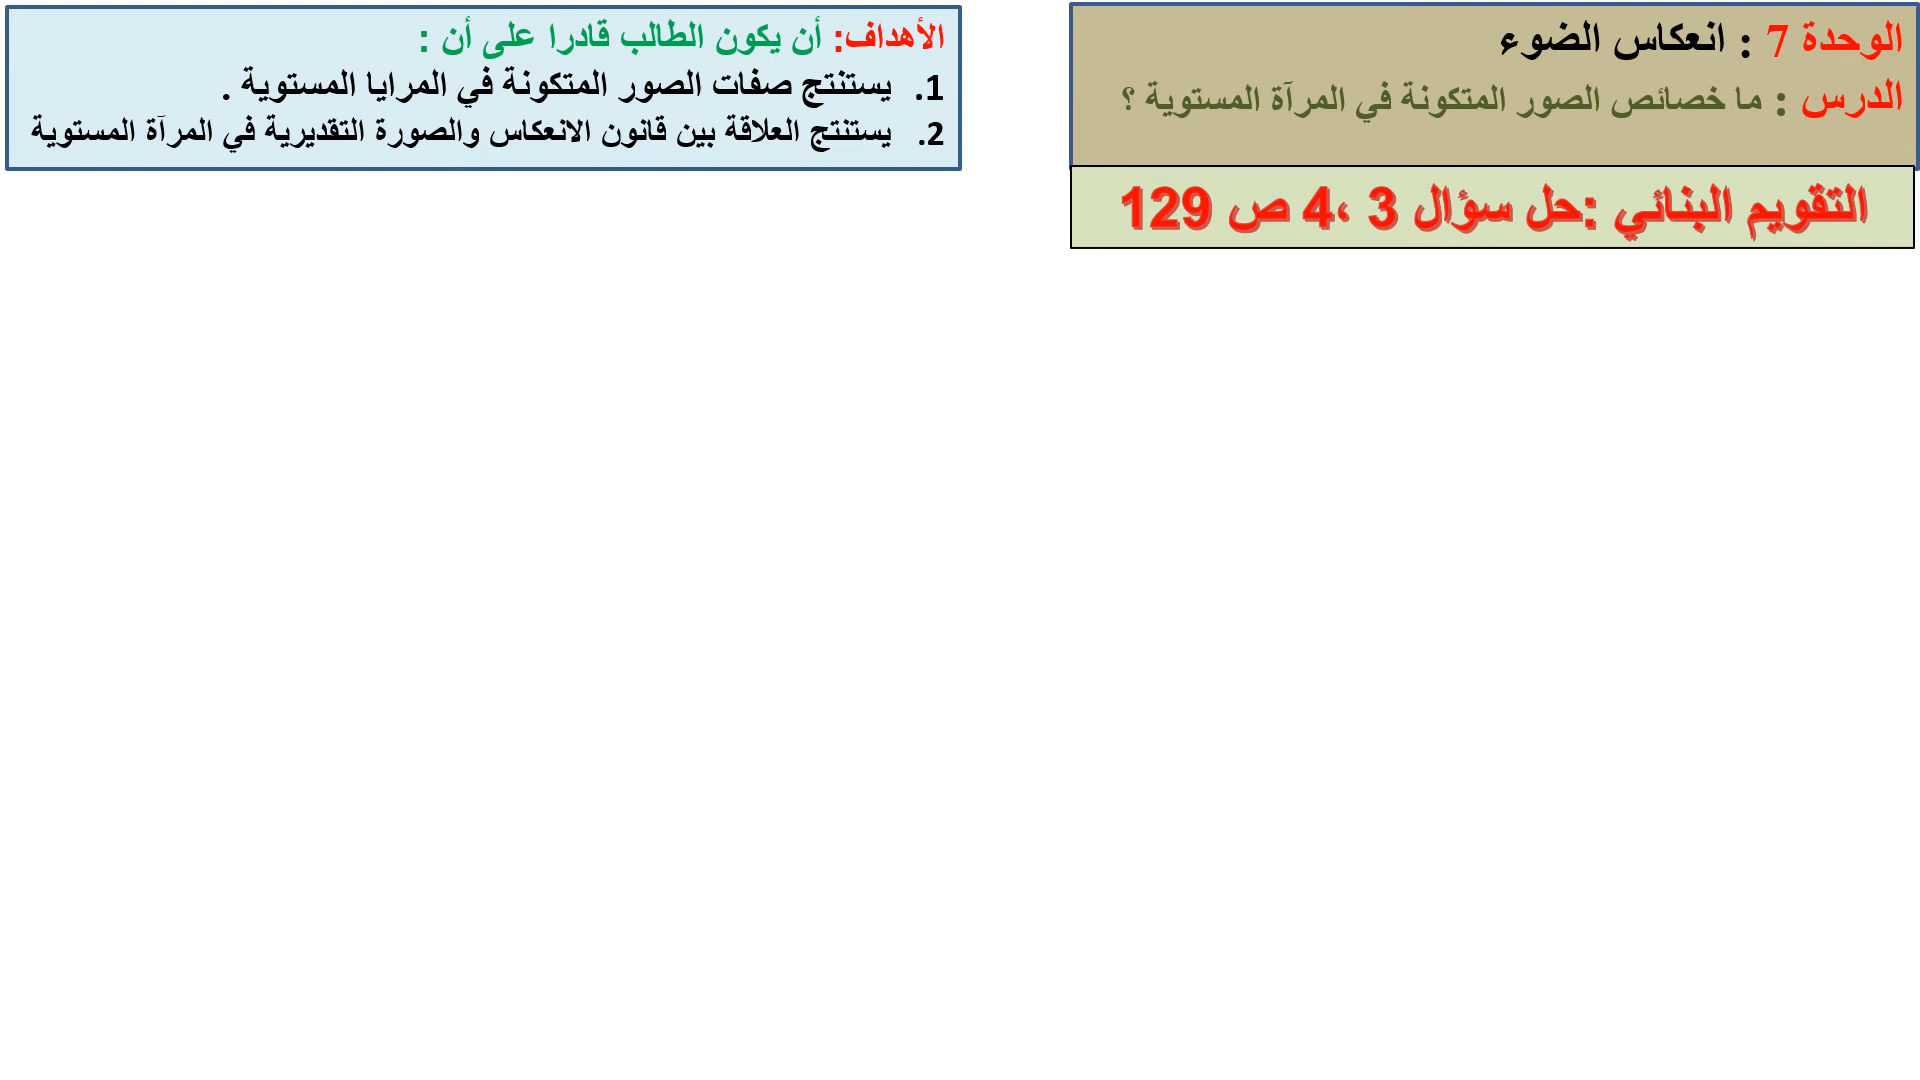 الوحدة 7 : انعكاس الضوء
الدرس : ما خصائص الصور المتكونة في المرآة المستوية ؟
التقويم البنائي :حل سؤال 3 ،4 ص 129
الأهداف: أن يكون الطالب قادرا على أن :
1. يستنتج صفات الصور المتكونة في المرايا المستوية .
2. يستنتج العلاقة بين قانون الانعكاس والصورة التقديرية في المرآة المستوية